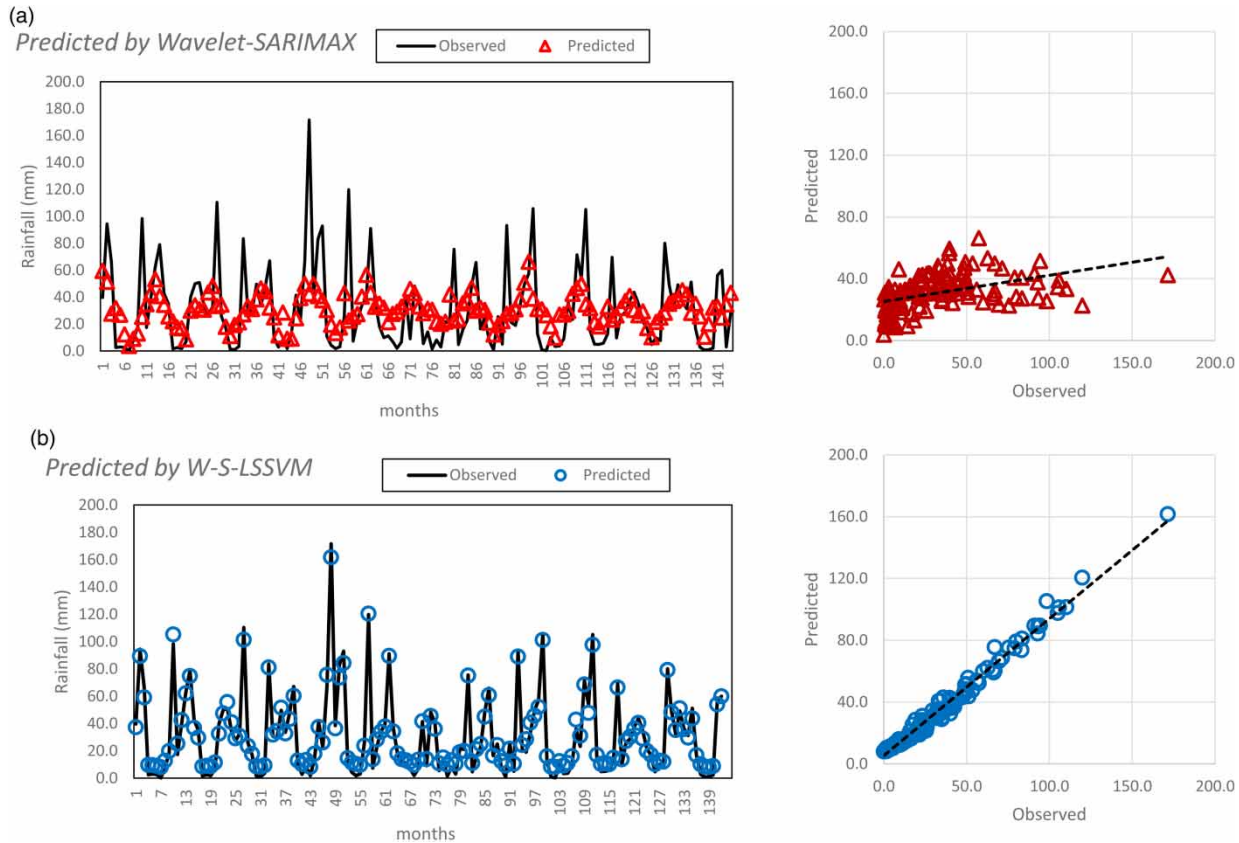 (a)
Predicted by Wavelet-SARIMAX
Observed
Predicted
Rainfall (mm)
200.0
180.0
160.0
140.0
120.0
100.0
80.0
60.0
40.0
20.0
0.0
1 6 11 16 21 26 31 36 41 46 51 56 61 66 71 76 81 86 91 96 101 106 111 116 121 126 131 136 141
months
Predicted
200.0
160.0
120.0
80.0
40.0
0.0
0.0 50.0 100.0 150.0 200.0
Observed
(b)
Predicted by W-S-LSSVM
Observed
Predicted
Rainfall (mm)
200.0
180.0
160.0
140.0
120.0
100.0
80.0
60.0
40.0
20.0
0.0
1 7 13 19 25 31 37 43 49 55 61 67 73 79 85 91 97 103 109 115 121 127 133 139
months
Predicted
200.0
160.0
120.0
80.0
40.0
0.0
0.0 50.0 100.0 150.0 200.0
Observed